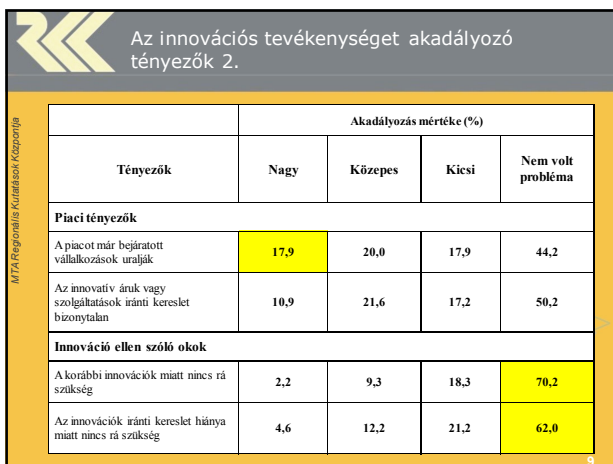 Az innovációs tevékenységet akadályozó
tényezők 2.
MTA Regionális Kutatások Központja
Akadályozás mértéke (%)
Tényezők Nagy Közepes Kicsi Nem volt
probléma
Piaci tényezők
A piacot már bejáratott
vállalkozások uralják 17,9 20,0 17,9 44,2
Az innovatív áruk vagy
szolgáltatások iránti kereslet
bizonytalan 10,9 21,6 17,2 50,2
Innováció ellen szóló okok
A korábbi innovációk miatt nincs rá
szükség 2,2 9,3 18,3 70,2
Az innovációk iránti kereslet hiánya
miatt nincs rá szükség 4,6 12,2 21,2 62,0
9